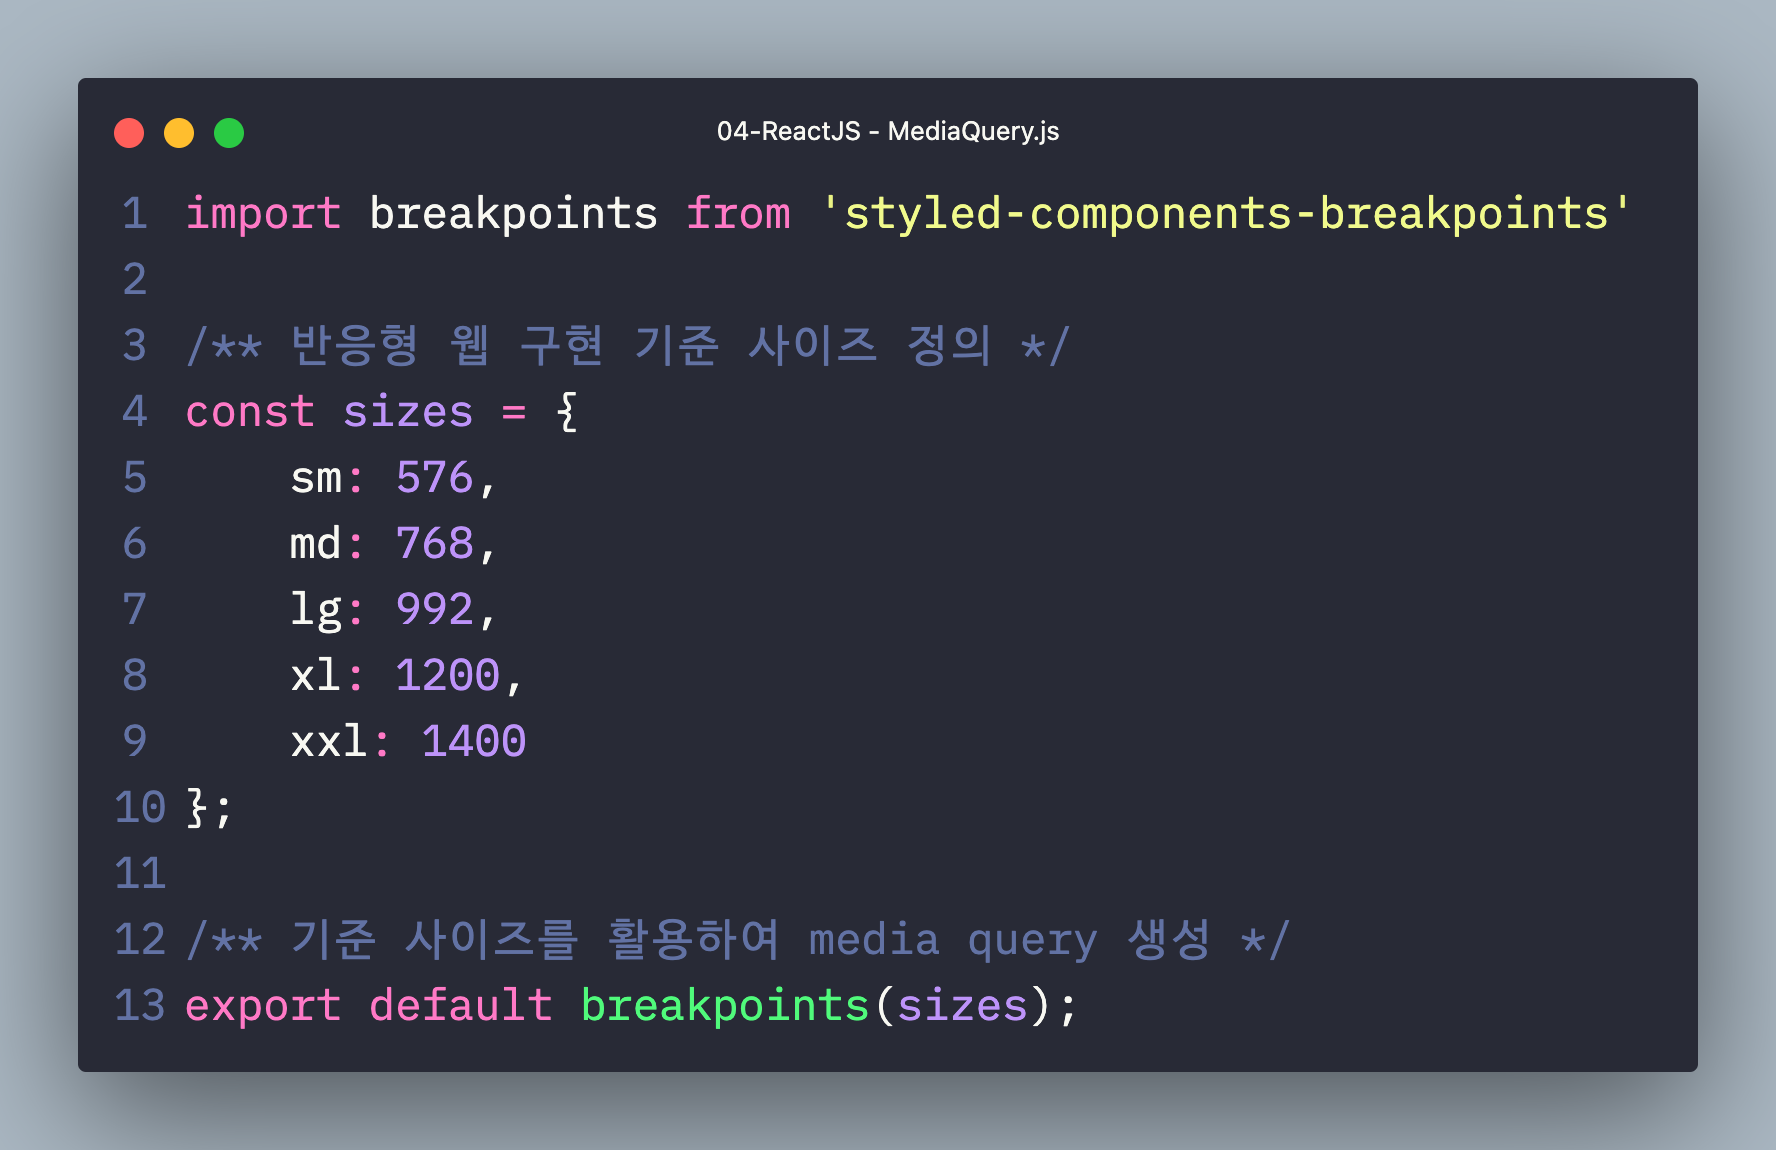 04-ReactJS - MediaQuery.js
1 import breakpoints from 'styled-components-breakpoints'
2
3 /** 반응형 웹 구현 기준 사이즈 정의 */
4 const sizes = {
5     sm: 576,
6     md: 768,
7     lg: 992,
8     xl: 1200,
9     xxl: 1400
10 };
11
12 /** 기준 사이즈를 활용하여 media query 생성 */
13 export default breakpoints(sizes);